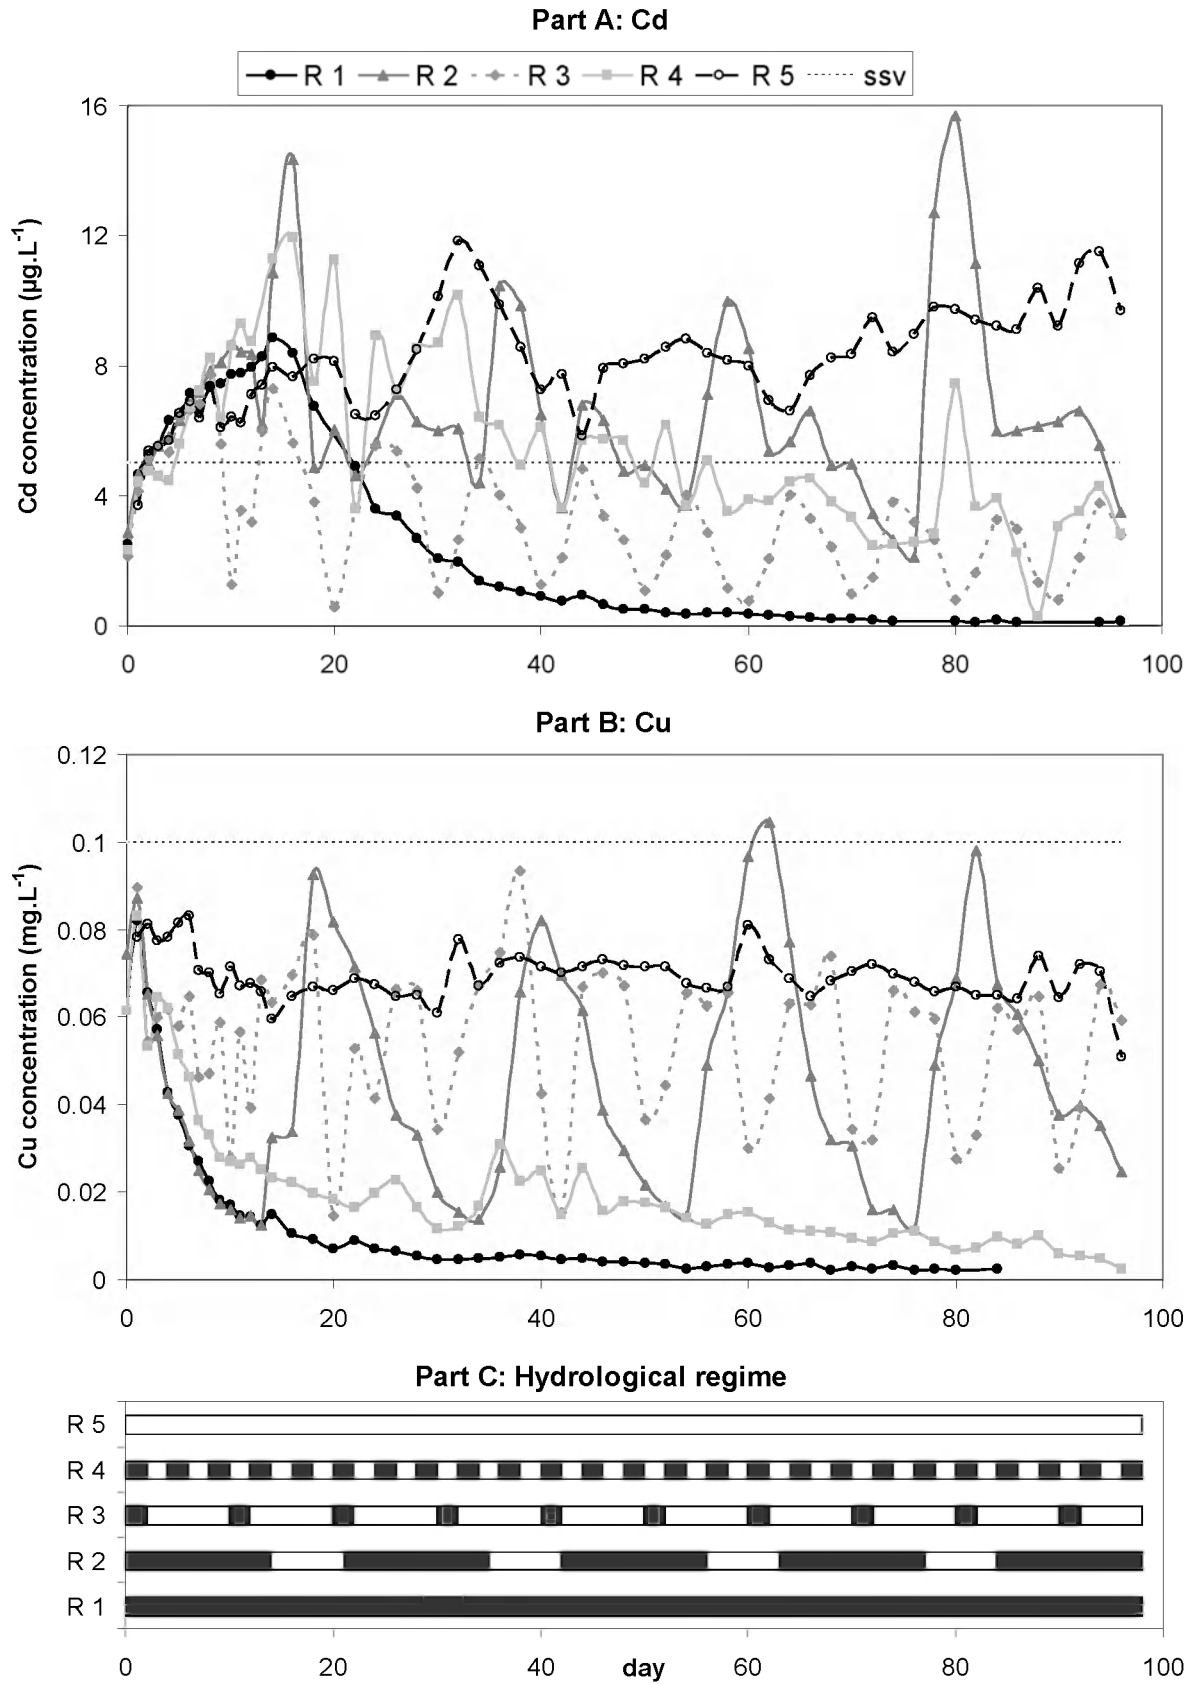 Part A: Cd
R 1 R 2 R 3 R 4 R 5 ssv
16
12
8
4
0
Cd concentration (µg.L⁻¹)
0 20 40 60 80 100
Part B: Cu
0.12
0.1
0.08
0.06
0.04
0.02
0
Cu concentration (mg.L⁻¹)
0 20 40 60 80 100
Part C: Hydrological regime
R 5
R 4
R 3
R 2
R 1
0 20 40 60 80 100
day